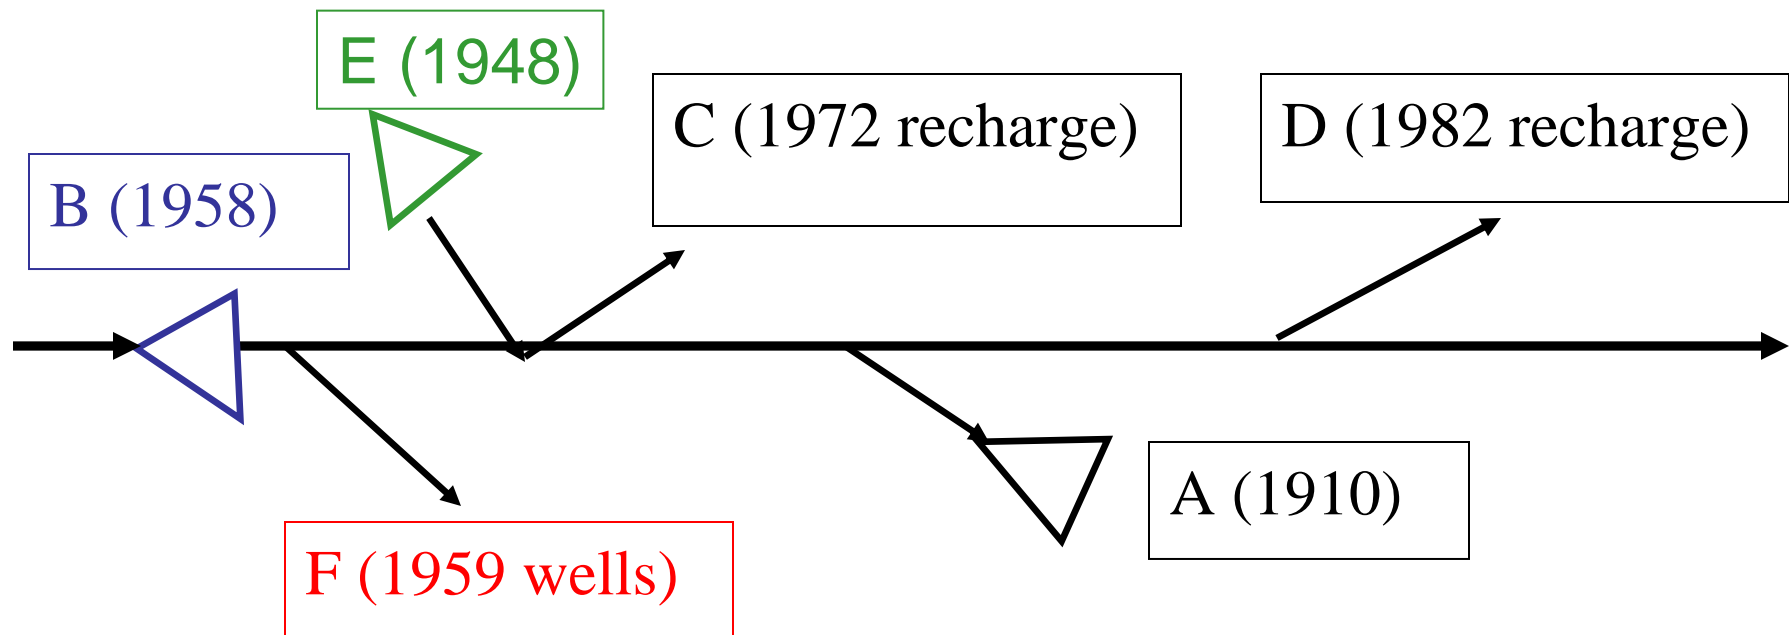 E (1948)
C (1972 recharge)
D (1982 recharge)
B (1958)
A (1910)
F (1959 wells)